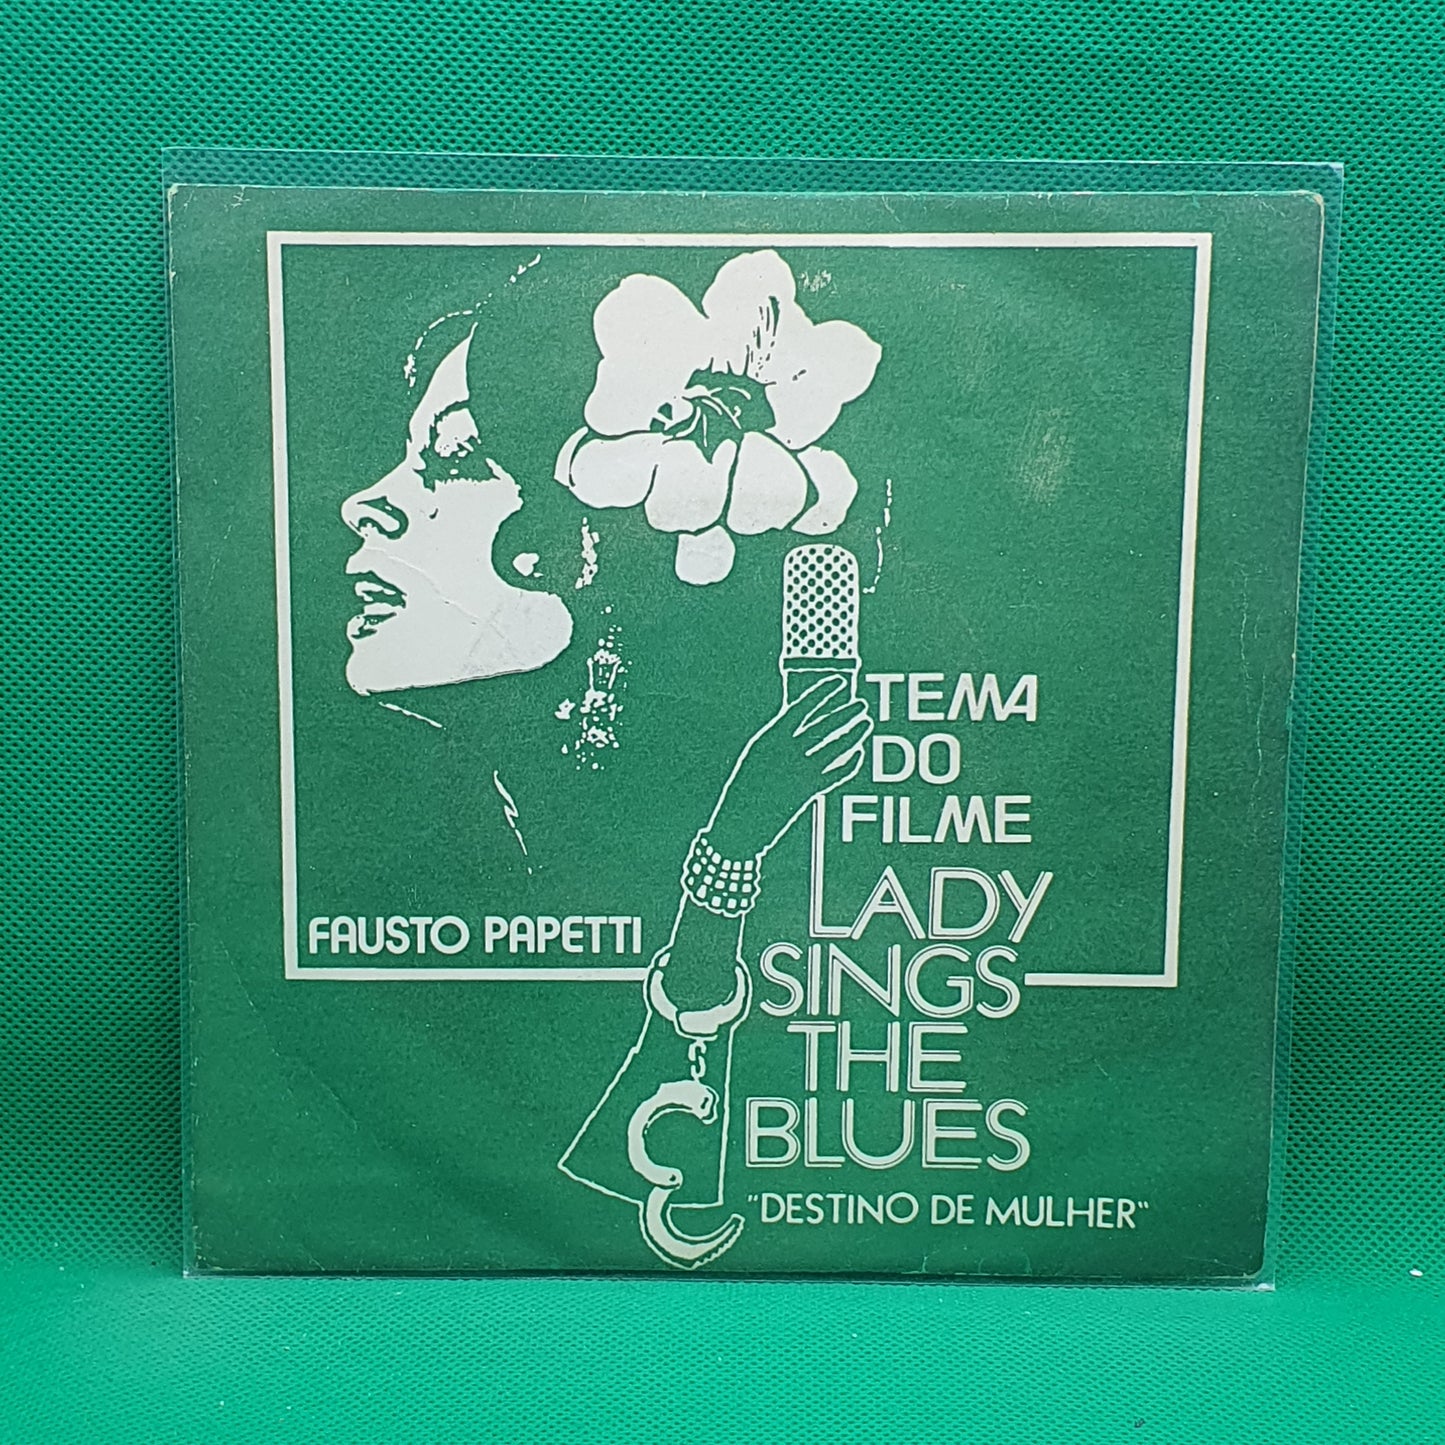 TEMA
DO
FILME
LADY
SINGS
THE
BLUES
"DESTINO DE MULHER"
FAUSTO PAPETTI